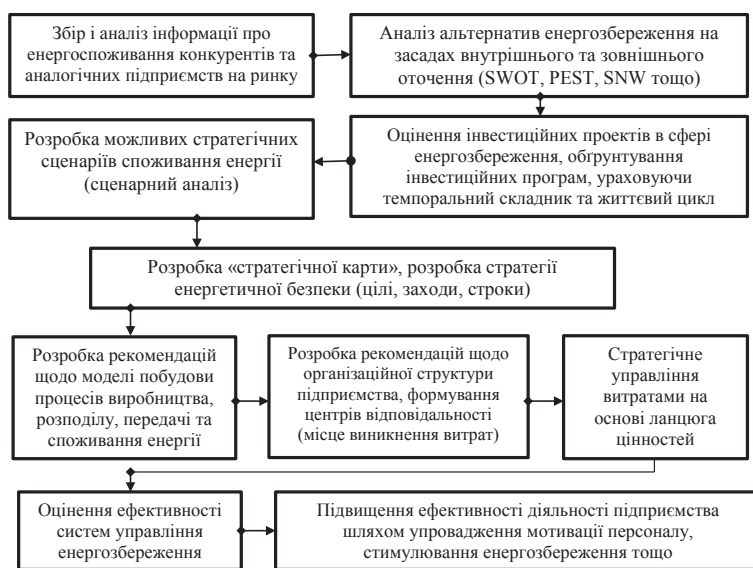 Збір і аналіз інформації про
енергоспоживання конкурентів та
аналогічних підприємств на ринку
Аналіз альтернатив енергозбереження на
засадах внутрішнього та зовнішнього
оточення (SWOT, PEST, SNW тощо)
Розробка можливих стратегічних
сценаріїв споживання енергії
(сценарний аналіз)
Оцінення інвестиційних проектів в сфері
енергозбереження, обґрунтування
інвестиційних програм, ураховуючи
темпоральний складник та життєвий цикл
Розробка «стратегічної карти», розробка стратегії
енергетичної безпеки (цілі, заходи, строки)
Розробка рекомендацій
щодо моделі побудови
процесів виробництва,
розподілу, передачі та
споживання енергії
Розробка рекомендацій щодо
організаційної структури
підприємства, формування
центрів відповідальності
(місце виникнення витрат)
Стратегічне
управління
витратами на
основі ланцюга
цінностей
Оцінення ефективності
систем управління
енергозбереження
Підвищення ефективності діяльності підприємства
шляхом упровадження мотивації персоналу,
стимулювання енергозбереження тощо